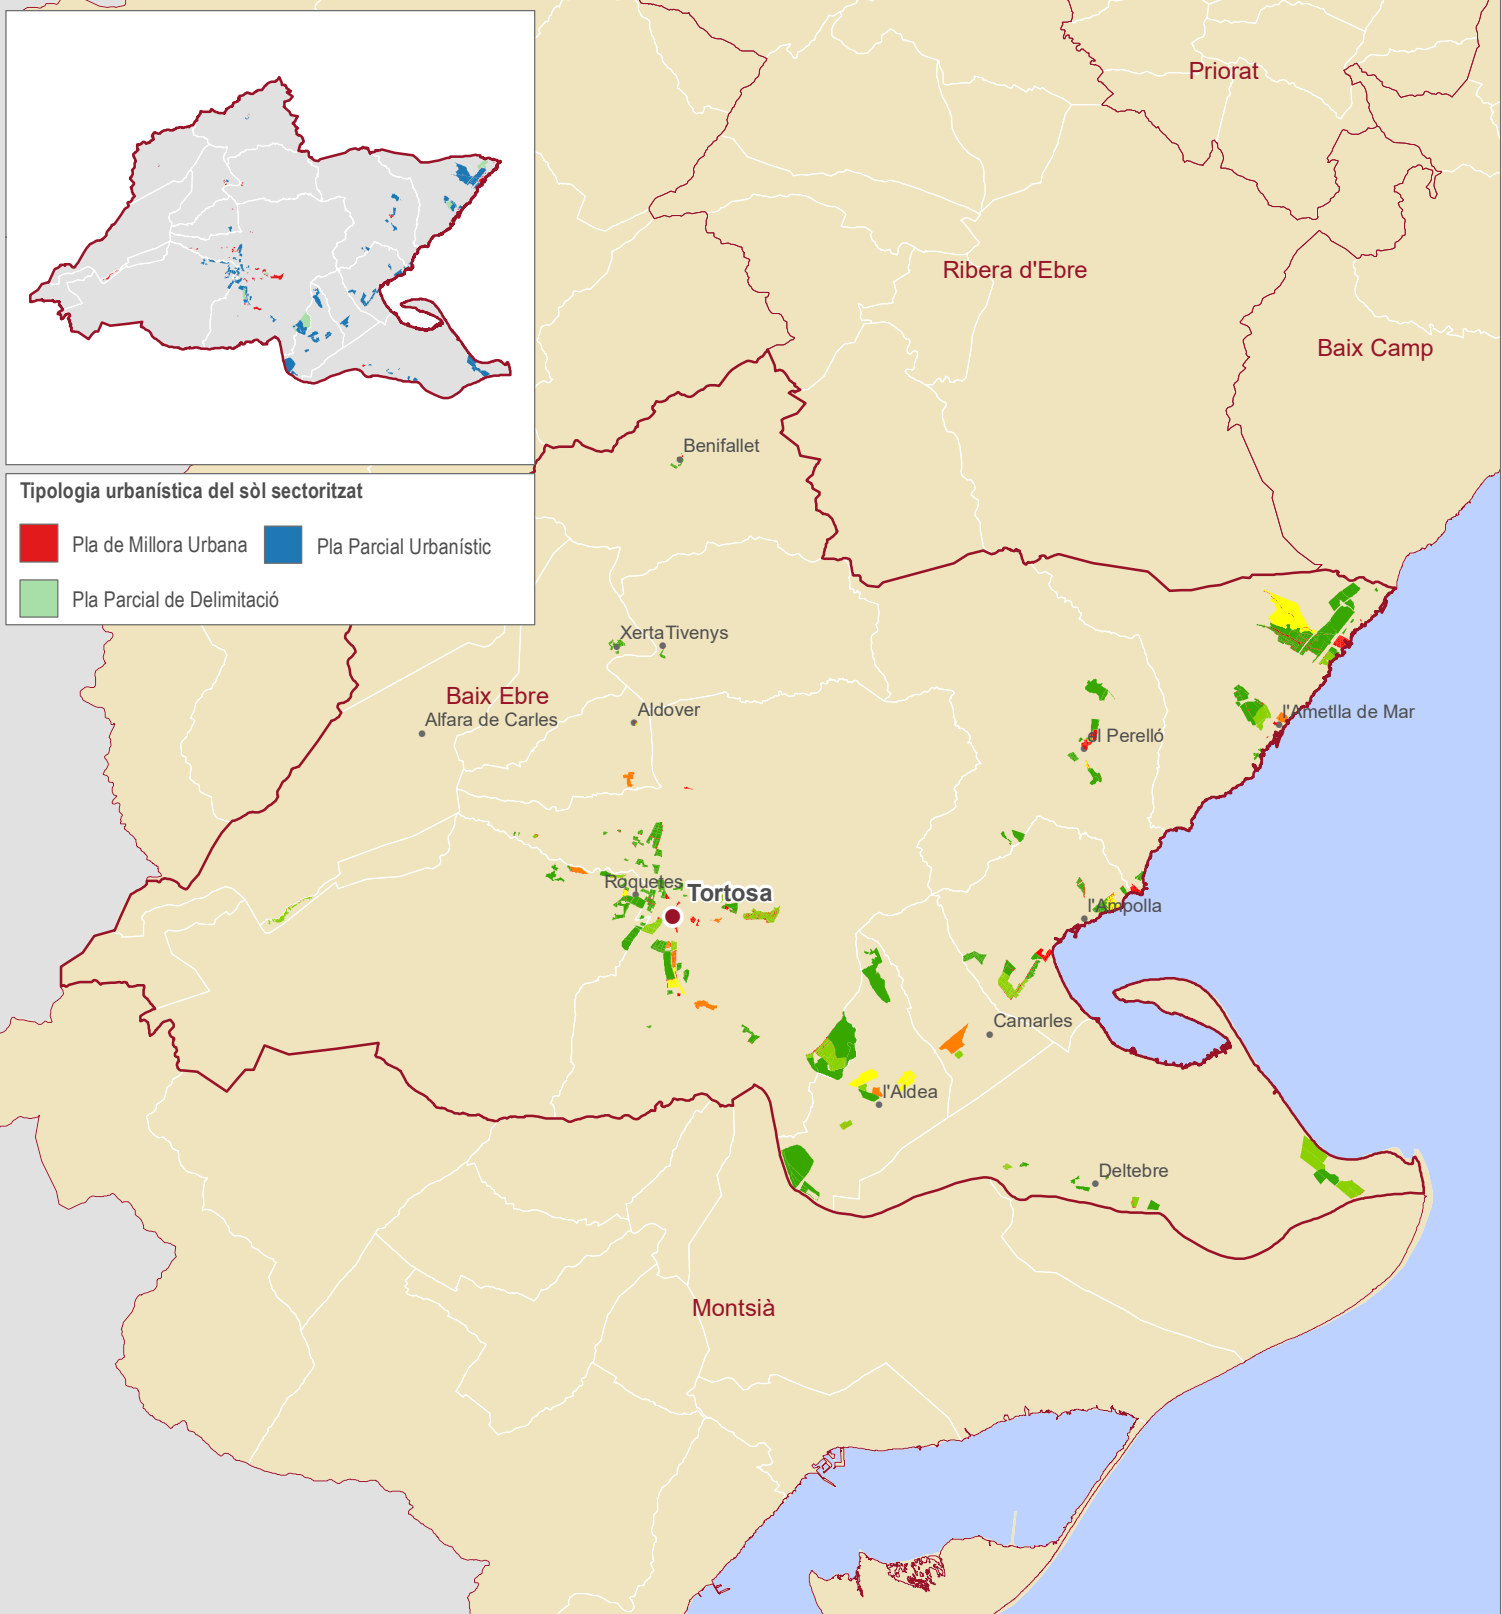 Priorat
Ribera d'Ebre
Baix Camp
Benifallet
Tipologia urbanística del sòl sectoritzat
Pla de Millora Urbana
Pla Parcial Urbanístic
Pla Parcial de Delimitació
Xerta
Tivenys
Baix Ebre
Alfara de Carles
Aldover
l'Ametlla de Mar
el Perelló
Roquetes
Tortosa
l'Ampolla
Camarles
l'Aldea
Deltebre
Montsià